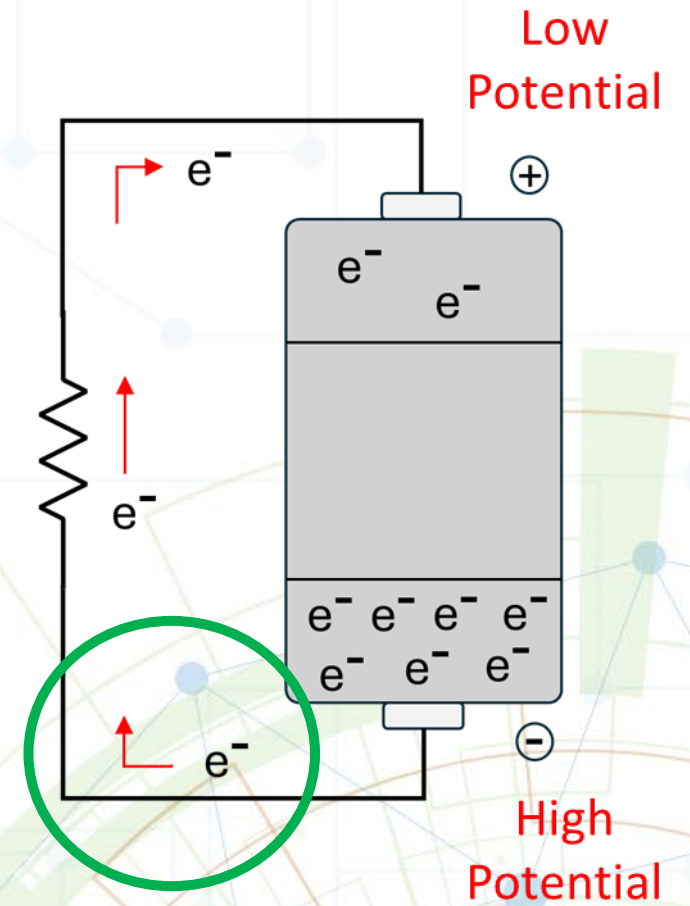 Low
Potential
e⁻
+
e⁻
e⁻
e⁻
e⁻ e⁻ e⁻ e⁻
e⁻ e⁻ e⁻
e⁻
-
High
Potential